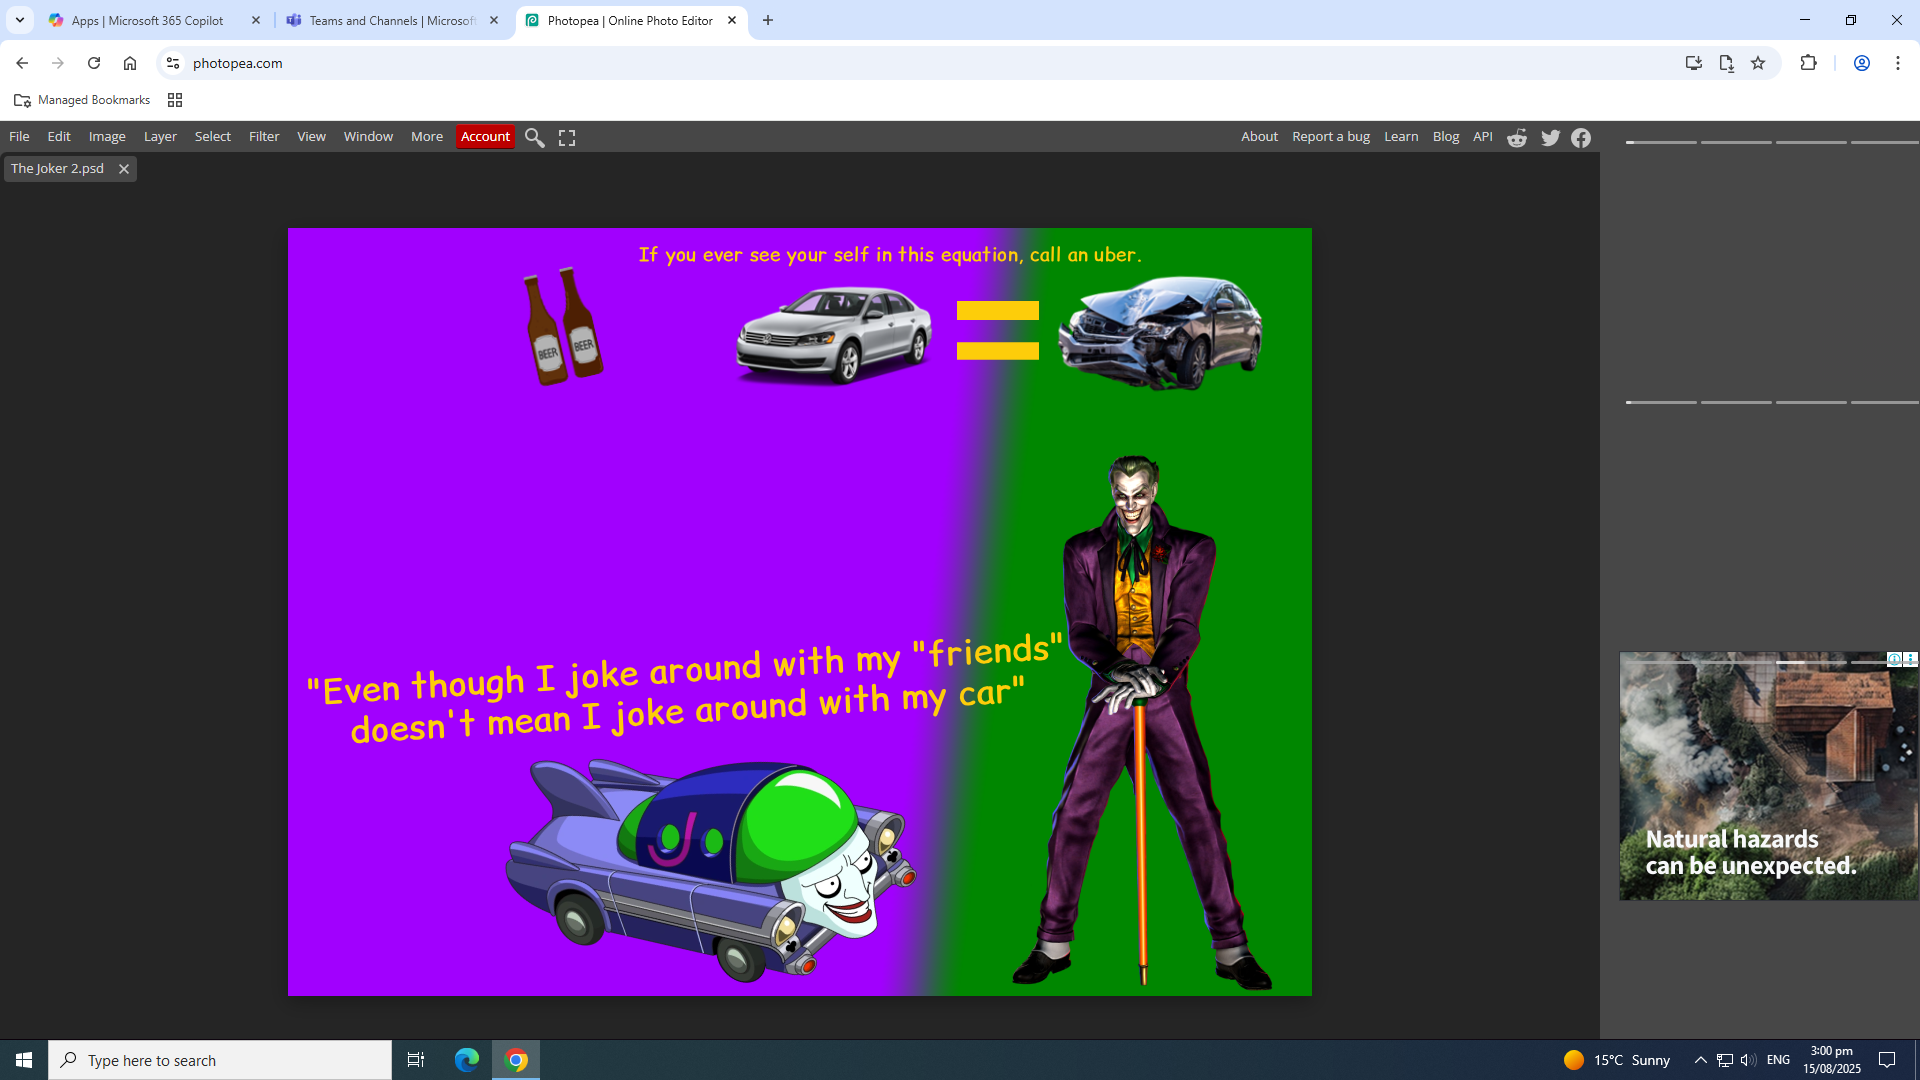 Apps | Microsoft 365 Copilot
Teams and Channels | Microsof
Photopea | Online Photo Editor
photopea.com
Managed Bookmarks
File Edit Image Layer Select Filter View Window More Account
About Report a bug Learn Blog API
The Joker 2.psd
If you ever see your self in this equation, call an uber.
BEER BEER
"Even though I joke around with my "friends"
doesn't mean I joke around with my car"
J
Natural hazards
can be unexpected.
Type here to search
15°C Sunny
ENG
3:00 pm
15/08/2025